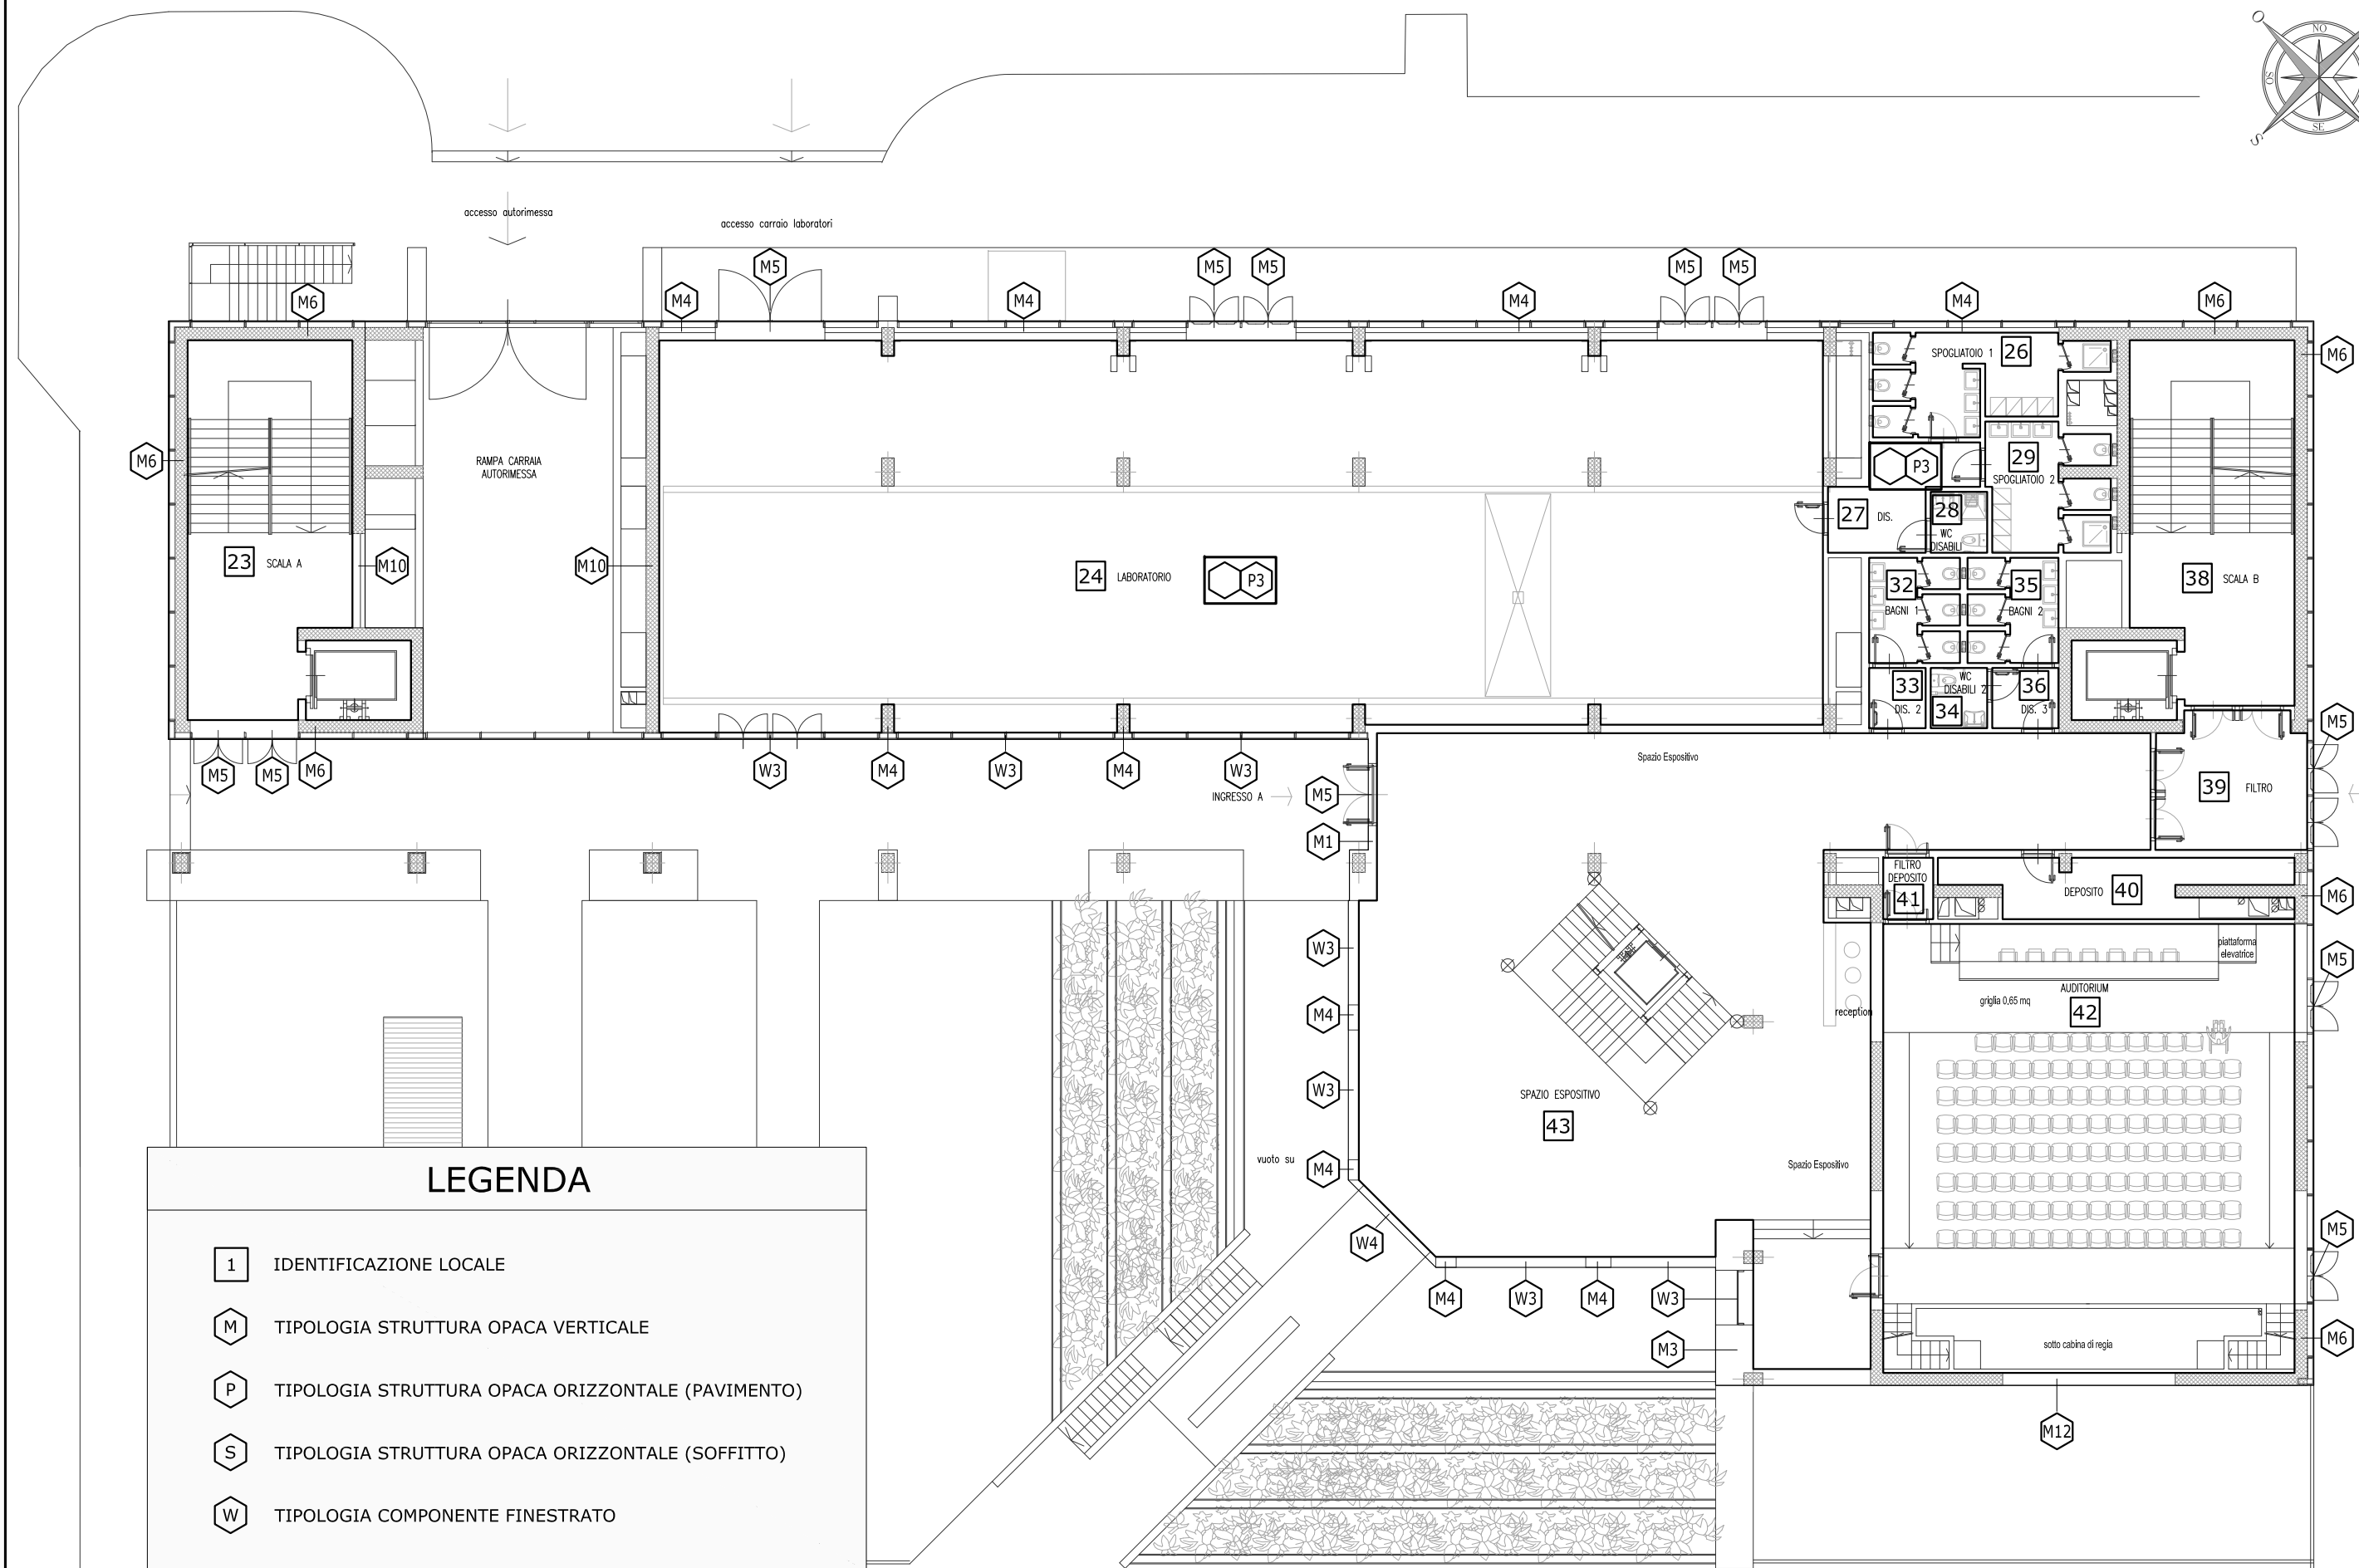 O
NO
SO
SE
S
accesso autorimessa
accesso carraio laboratori
M5
M5
M5
M5
M5
M6
M4
M4
M4
M4
M6
SPOGLIATOIO 1
26
M6
M6
RAMPA CARRAIA
AUTORIMESSA
P3
29
SPOGLIATOIO 2
27
DIS.
28
WC
DISABILI
23
SCALA A
M10
M10
24
LABORATORIO
P3
32
BAGNI 1
35
BAGNI 2
38
SCALA B
33
DIS. 2
WC
DISABILI 2
34
36
DIS. 3
M5
M5
M5
M6
W3
M4
W3
M4
W3
Spazio Espositivo
INGRESSO A
M5
39
FILTRO
M1
FILTRO
DEPOSITO
41
DEPOSITO
40
M6
W3
piattaforma
elevatrice
M5
AUDITORIUM
griglia 0,65 mq
42
M4
reception
W3
SPAZIO ESPOSITIVO
43
vuoto su
M4
Spazio Espositivo
W4
M5
M4
W3
M4
W3
M3
sotto cabina di regia
M6
M12
LEGENDA
1 IDENTIFICAZIONE LOCALE
M TIPOLOGIA STRUTTURA OPACA VERTICALE
P TIPOLOGIA STRUTTURA OPACA ORIZZONTALE (PAVIMENTO)
S TIPOLOGIA STRUTTURA OPACA ORIZZONTALE (SOFFITTO)
W TIPOLOGIA COMPONENTE FINESTRATO